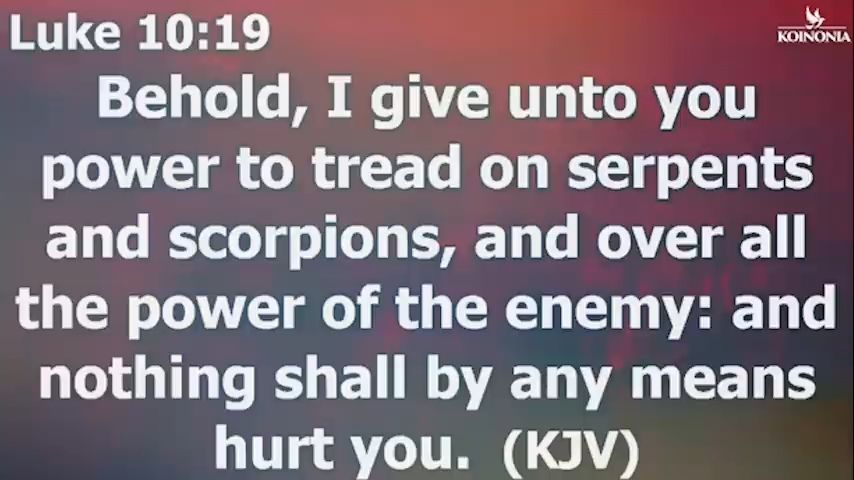 Luke 10:19
KOINONIA
Behold, I give unto you
power to tread on serpents
and scorpions, and over all
the power of the enemy: and
nothing shall by any means
hurt you. (KJV)